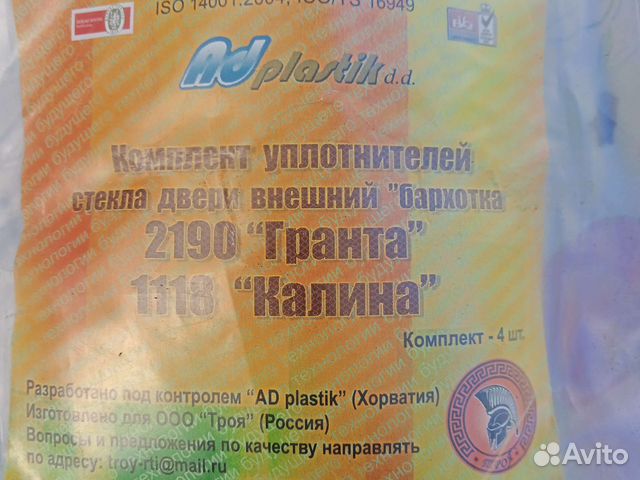 ISO 14001:2004, ISO/TS 16949
AD plastik d.d.
Комплект уплотнителей
стекла двери внешний "бархотка
2190 "Гранта"
1118 "Калина"
Комплект - 4 шт.
Разработано под контролем "AD plastik" (Хорватия)
Изготовлено для ООО "Троя" (Россия)
Вопросы и предложения по качеству направлять
по адресу: troy-rti@mail.ru
ТРОЯ
Avito